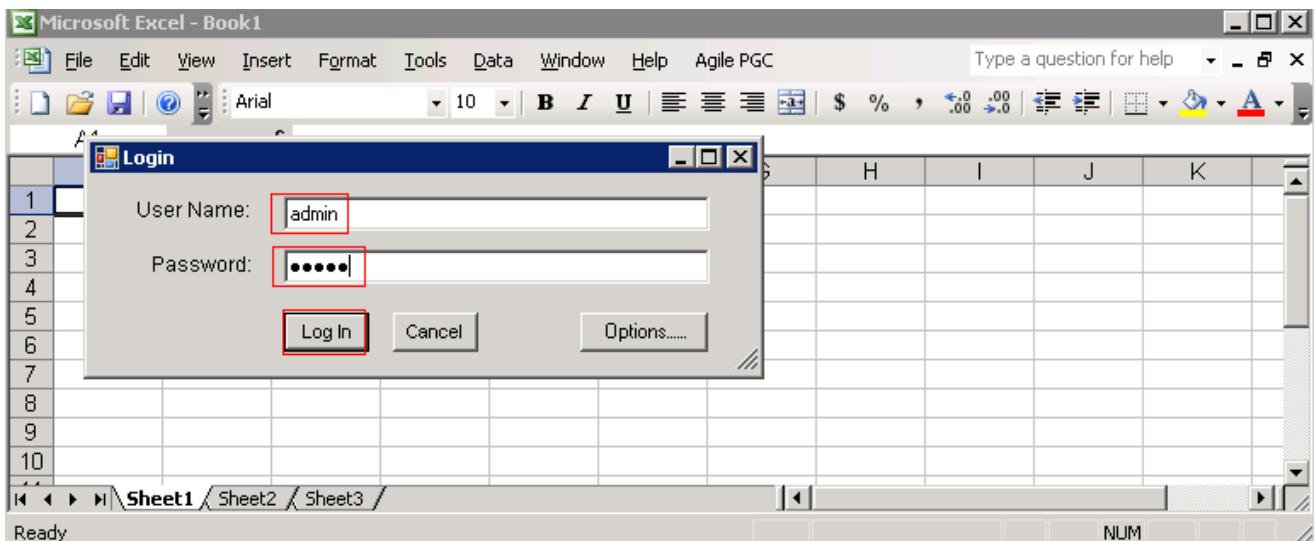 Microsoft Excel - Book1
File Edit View Insert Format Tools Data Window Help Agile PGC Type a question for help
Arial 10 B I U $ % , .00 .00 A
Login
H I J K
1
User Name: admin
2
3
Password: •••••
4
5
Log In Cancel Options.....
6
7
8
9
10
Sheet1 Sheet2 Sheet3
Ready NUM